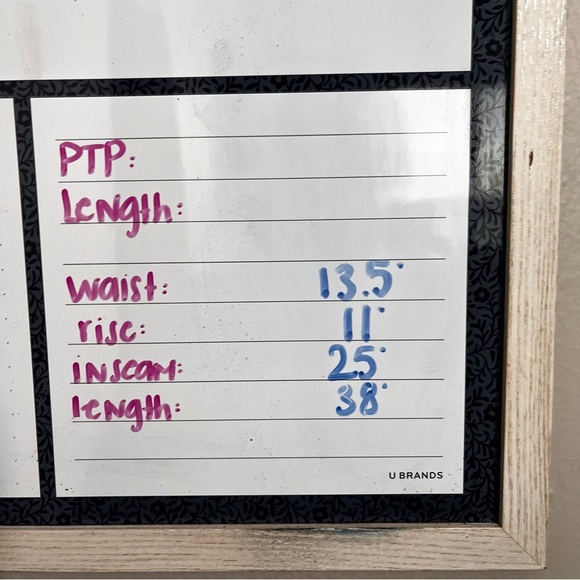 PTP:
Length:
waist: 13.5"
rise: 11"
inseam: 25"
length: 38"
U BRANDS